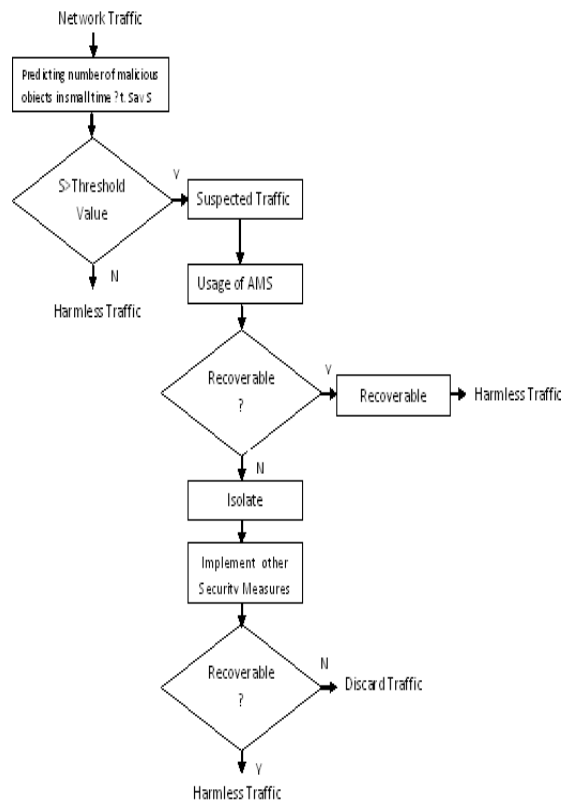 Network Traffic
Predicting number of malicious
objects in small time ?t. Sav S
S>Threshold
Value
Y
Suspected Traffic
N
Harmless Traffic
Usage of AMS
Recoverable
?
Y
Recoverable
Harmless Traffic
N
Isolate
Implement other
Security Measures
Recoverable
?
N
Discard Traffic
Y
Harmless Traffic